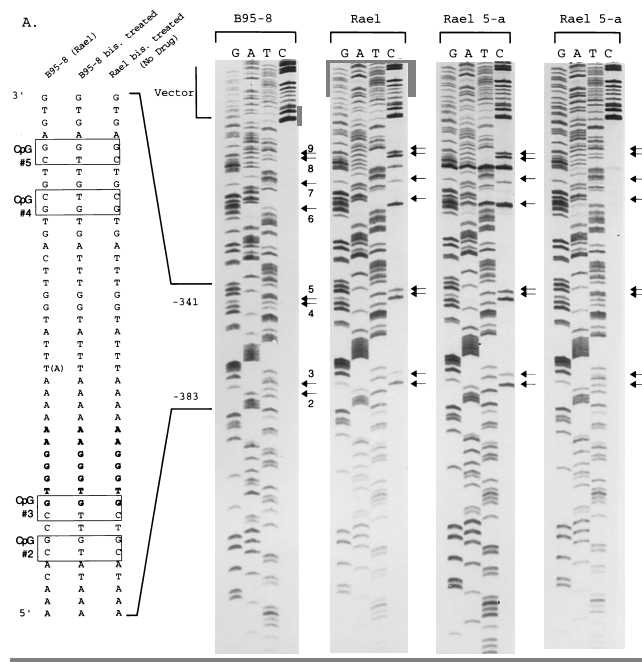 A.
B95-8 (Rael)
B95-8 bis. treated
Rael bis. treated
(No Drug)
B95-8
Rael
Rael 5-a
Rael 5-a
G A T C
G A T C
G A T C
G A T C
Vector
3'
G G G
T T T
G G G
A A A
CpG #5
G G G
C T C
T T T
G G G
CpG #4
C T C
G G G
T T T
G G G
A A A
C T T
T T T
T T T
G G G
G G G
T T T
A A A
T T T
T T T
T(A) T T
A A A
A A A
A A A
A A A
A A A
A A A
G G G
G G G
G G G
T T T
CpG #3
G G G
C T C
C T T
CpG #2
G G G
C T C
A A A
C T T
A A A
A A A
5' A A A
-341
-383
9
8
7
6
5
4
3
2